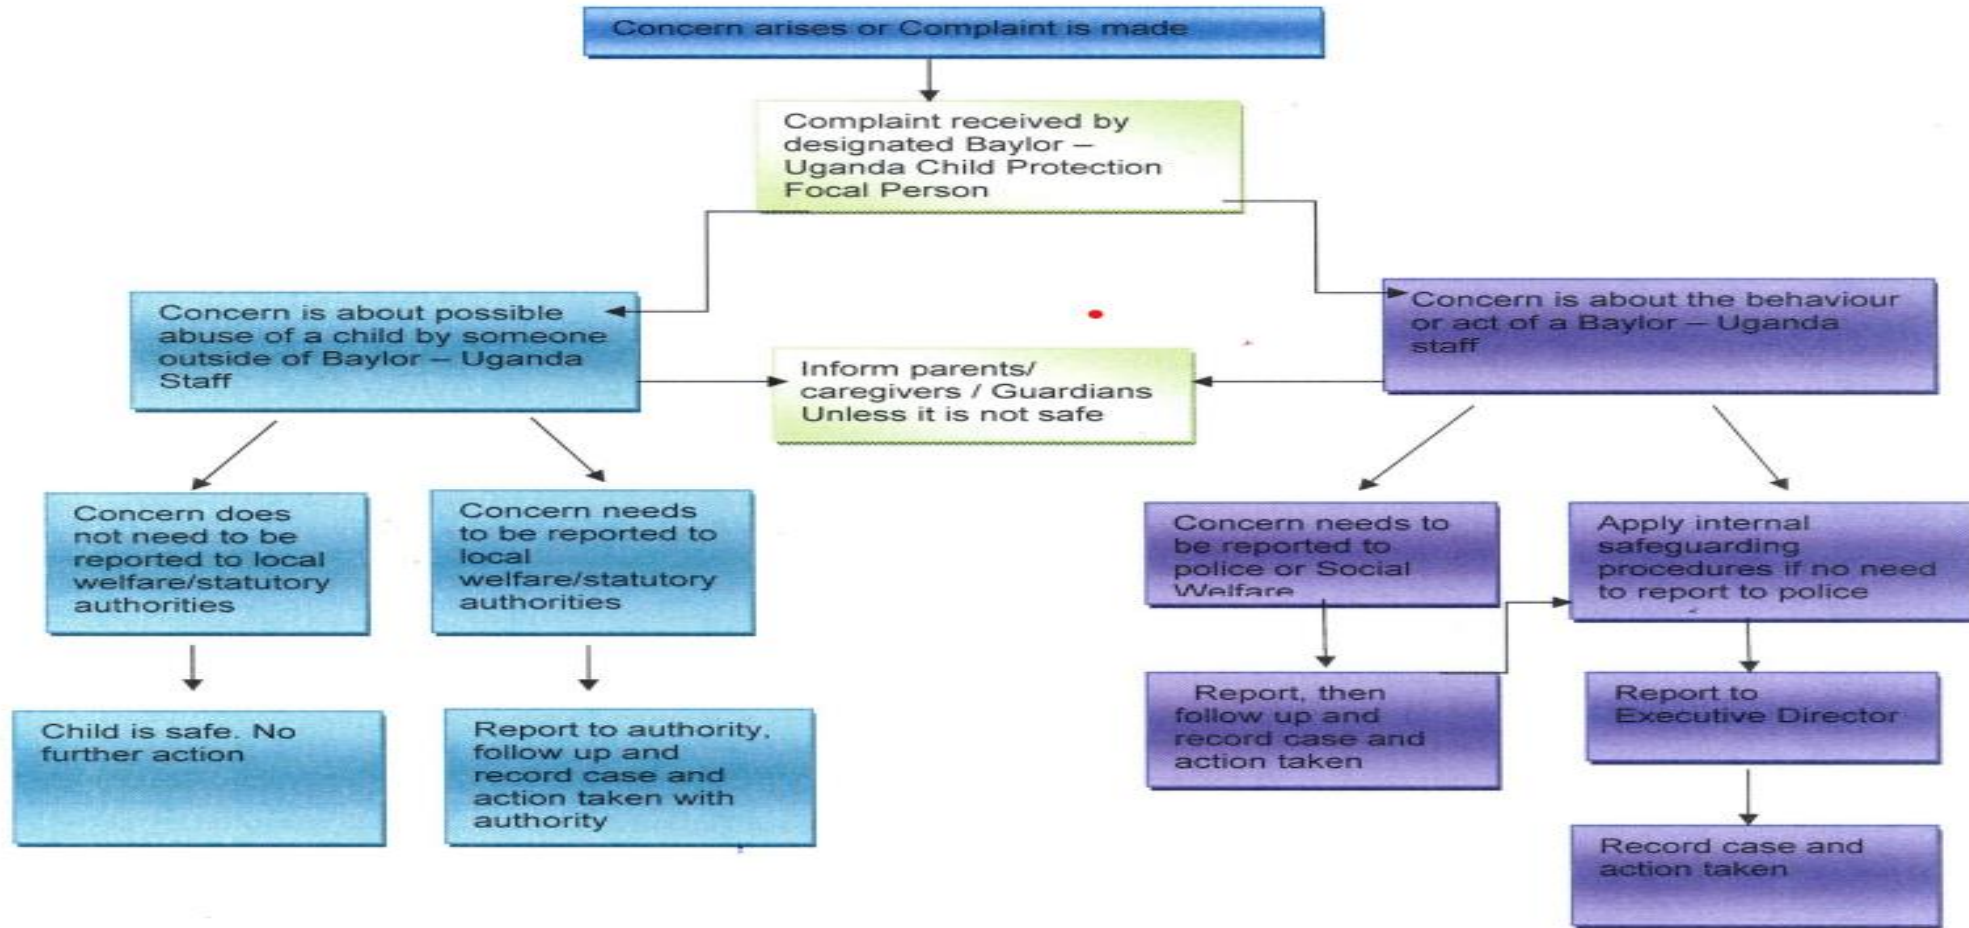 Concern arises or Complaint is made
Complaint received by
designated Baylor –
Uganda Child Protection
Focal Person
Concern is about possible
abuse of a child by someone
outside of Baylor – Uganda
Staff
Inform parents/
caregivers / Guardians
Unless it is not safe
Concern is about the behaviour
or act of a Baylor – Uganda
staff
Concern does
not need to be
reported to local
welfare/statutory
authorities
Concern needs
to be reported to
local
welfare/statutory
authorities
Concern needs to
be reported to
police or Social
Welfare
Apply internal
safeguarding
procedures if no need
to report to police
Child is safe. No
further action
Report to authority,
follow up and
record case and
action taken with
authority
Report, then
follow up and
record case and
action taken
Report to
Executive Director
Record case and
action taken